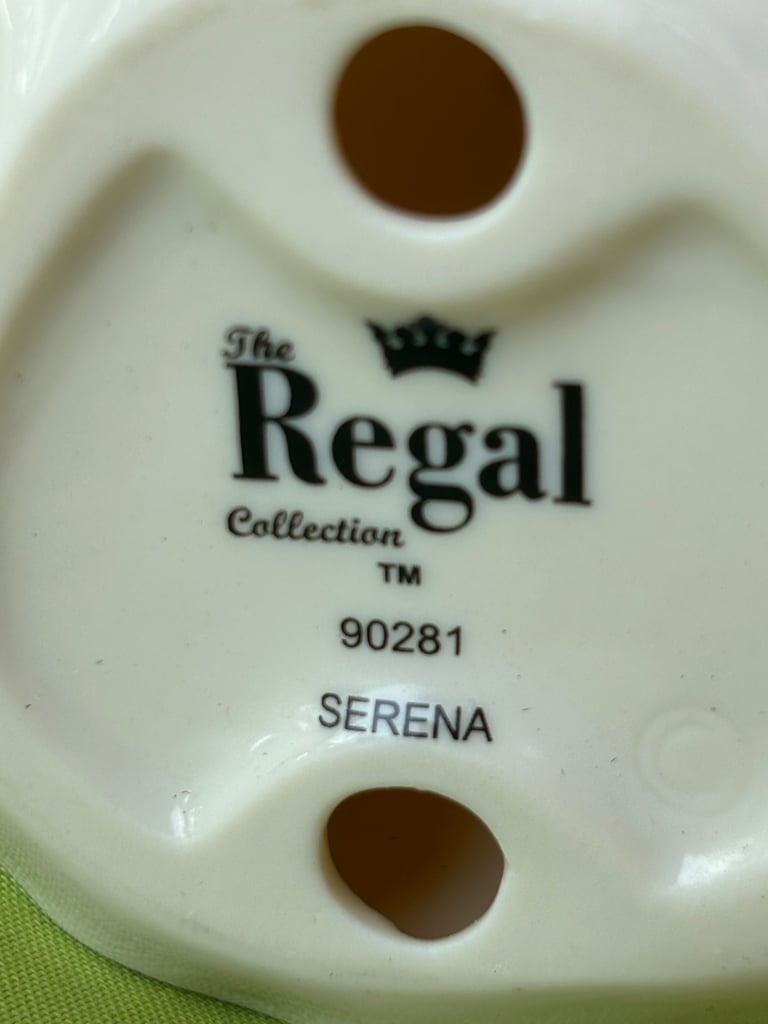 The
Regal
Collection
TM
90281
SERENA